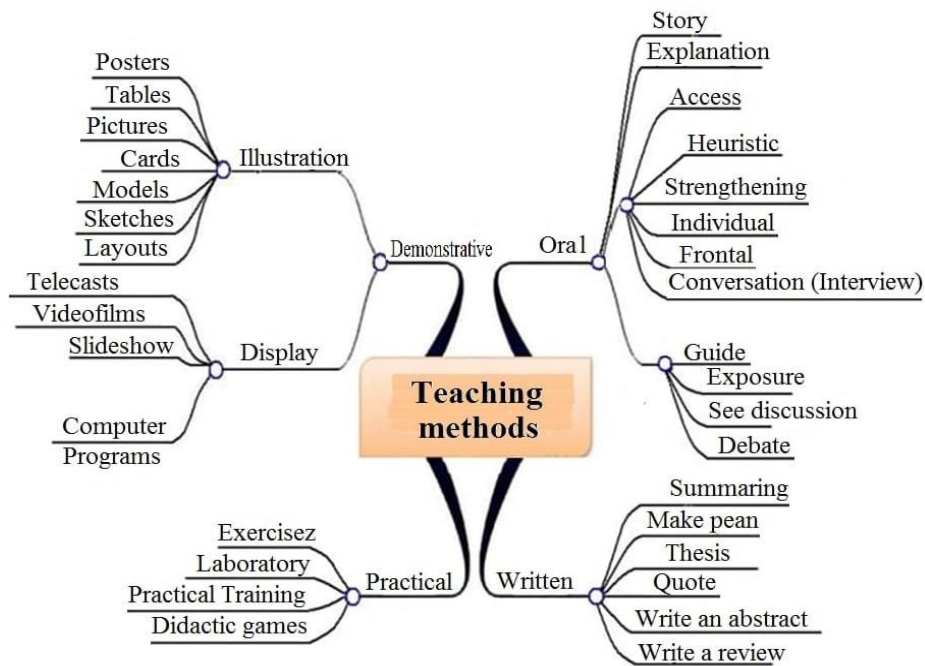 Posters
Tables
Pictures
Cards
Models
Sketches
Layouts
Illustration
Telecasts
Videofilms
Slideshow
Computer
Programs
Display
Demonstrative
Story
Explanation
Access
Heuristic
Strengthening
Individual
Frontal
Conversation (Interview)
Oral
Guide
Exposure
See discussion
Debate
Teaching
methods
Exercisez
Laboratory
Practical Training
Didactic games
Practical
Written
Summaring
Make pean
Thesis
Quote
Write an abstract
Write a review